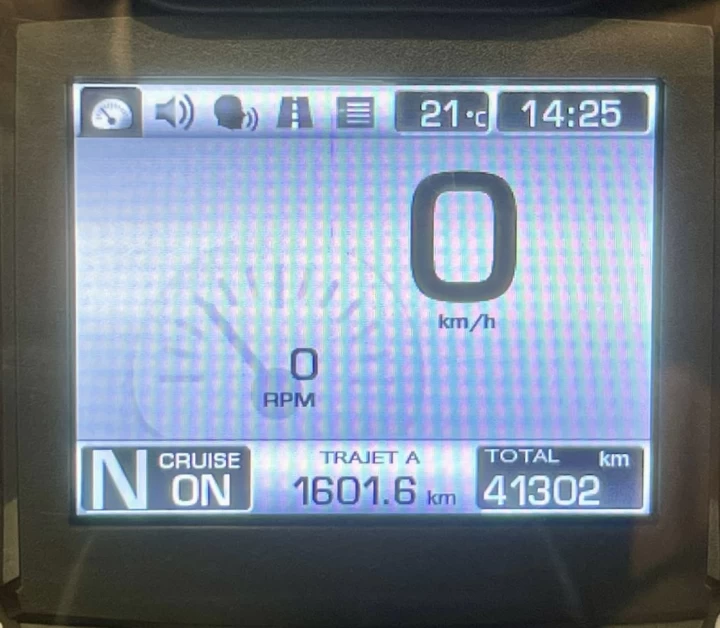 21°C 14:25
0
km/h
0
RPM
N CRUISE ON
TRAJET A
1601.6 km
TOTAL km
41302